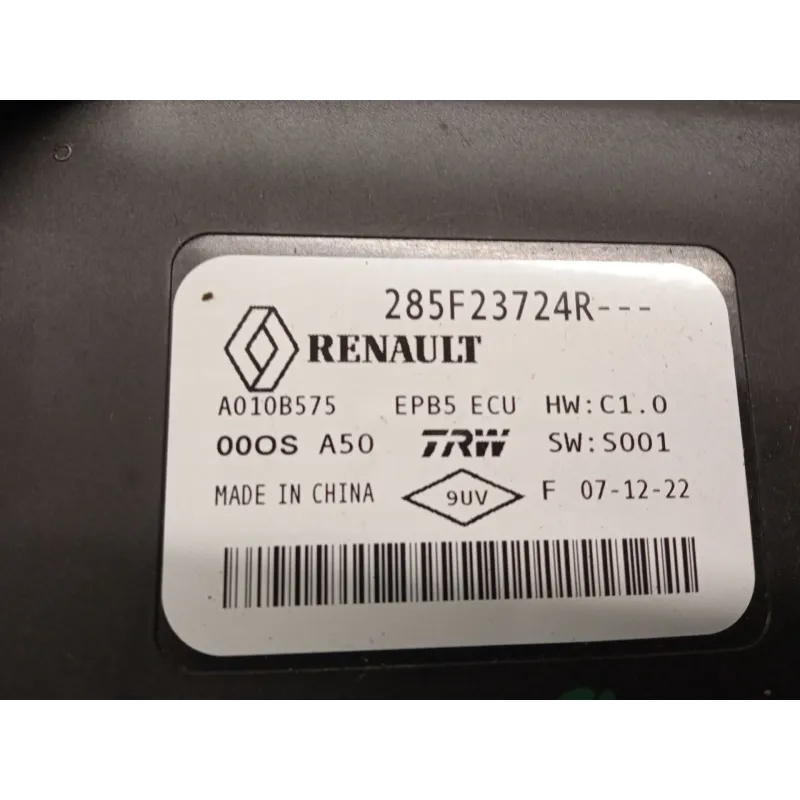 285F23724R---
RENAULT
A010B575 EPB5 ECU HW:C1.0
000S A50 TRW SW:S001
MADE IN CHINA 9UV F 07-12-22